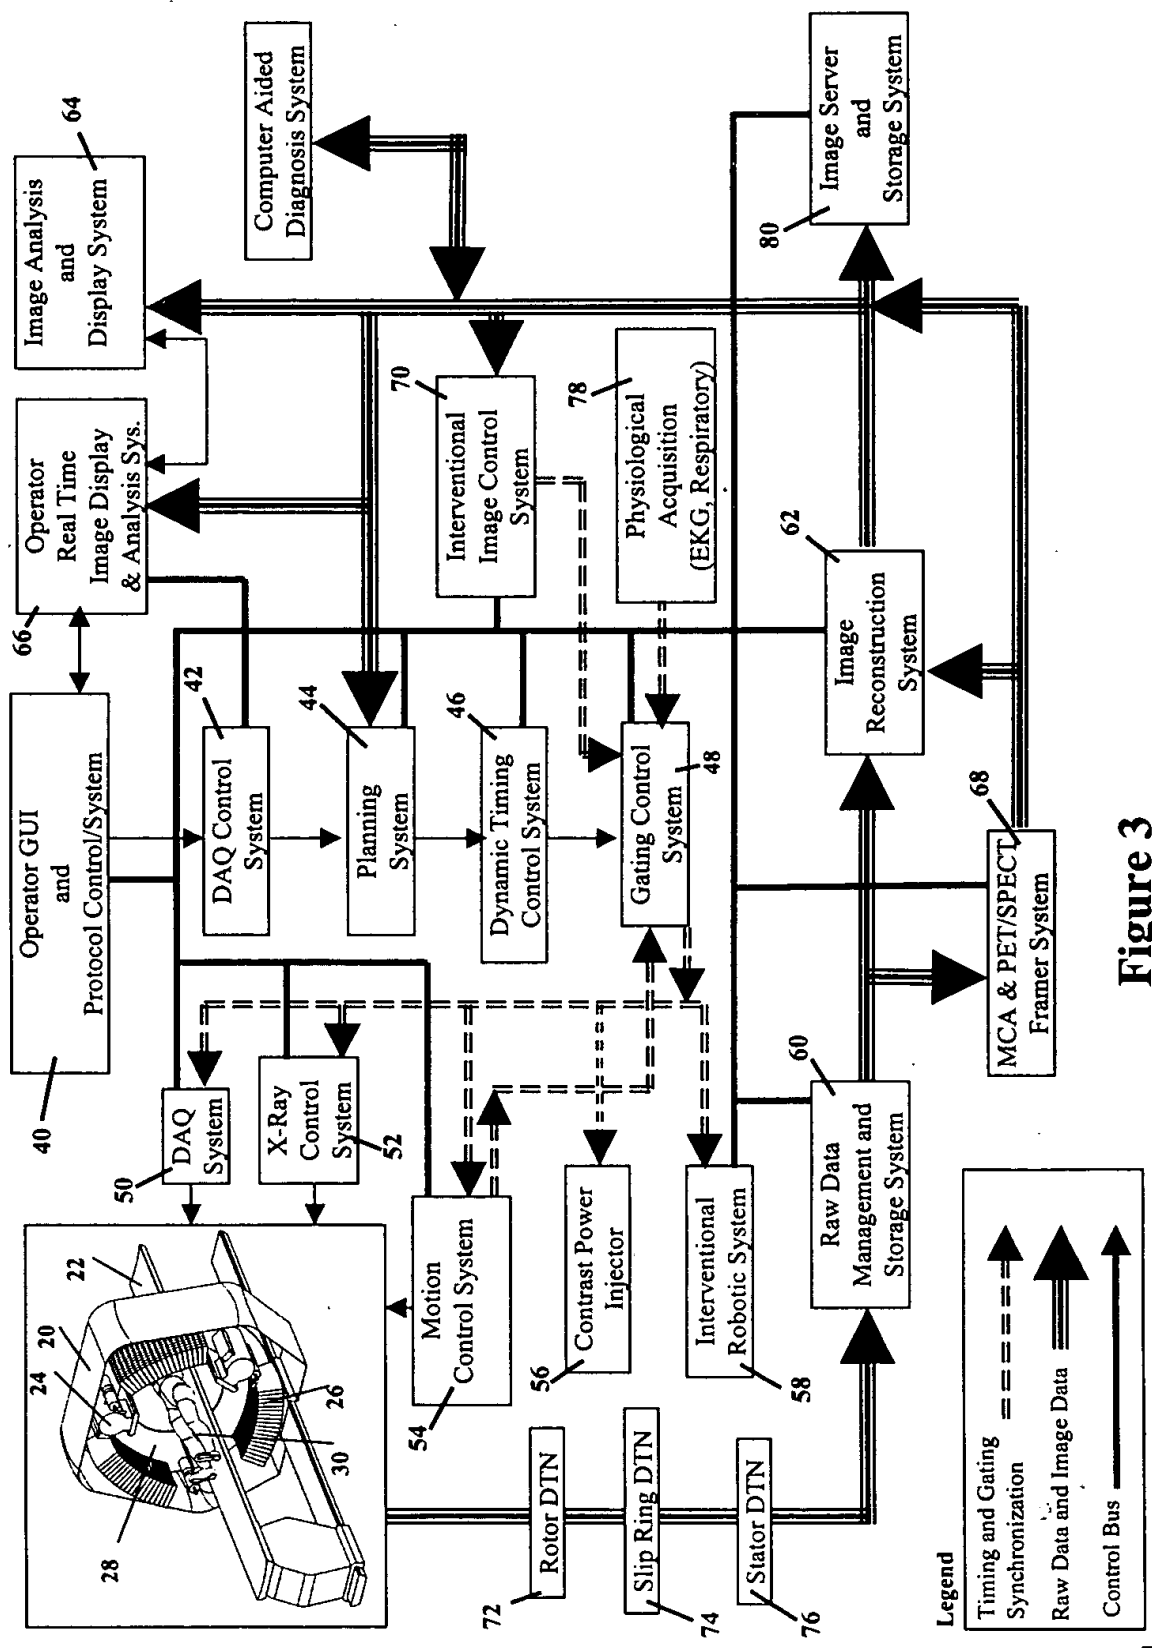 40
Operator GUI
and
Protocol Control/System
66
Operator
Real Time
Image Display
& Analysis Sys.
64
Image Analysis
and
Display System
20
22
24
26
28
30
50
DAQ
System
42
DAQ Control
System
Computer Aided
Diagnosis System
X-Ray
Control
System
52
44
Planning
System
54
Motion
Control System
46
Dynamic Timing
Control System
70
Interventional
Image Control
System
56
Contrast Power
Injector
Gating Control
System
48
78
Physiological
Acquisition
(EKG, Respiratory)
72
Rotor DTN
74
Slip Ring DTN
76
Stator DTN
58
Interventional
Robotic System
60
Raw Data
Management and
Storage System
62
Image
Reconstruction
System
80
Image Server
and
Storage System
68
MCA & PET/SPECT
Framer System
Legend
Timing and Gating
Synchronization
Raw Data and Image Data
Control Bus
Figure 3